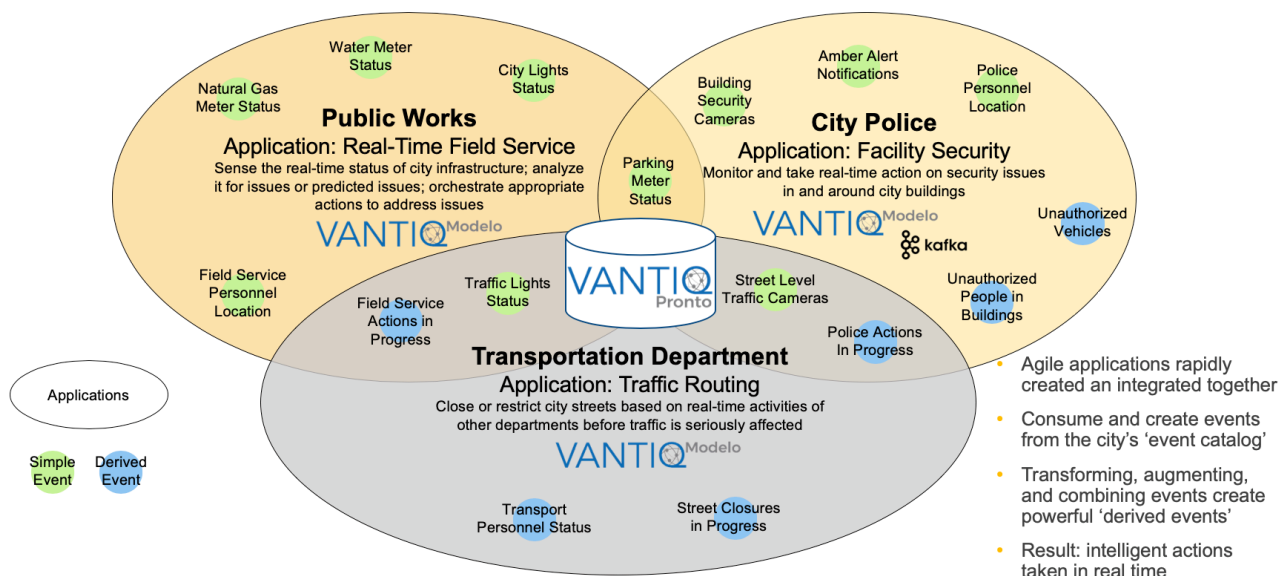 Water Meter
Status
City Lights
Status
Natural Gas
Meter Status
Public Works
Application: Real-Time Field Service
Sense the real-time status of city infrastructure; analyze
it for issues or predicted issues; orchestrate appropriate
actions to address issues
VANTIQ Modelo
Field Service
Personnel
Location
Field Service
Actions in
Progress
Traffic Lights
Status
Parking
Meter
Status
VANTIQ
Pronto
Amber Alert
Notifications
Building
Security
Cameras
Police
Personnel
Location
City Police
Application: Facility Security
Monitor and take real-time action on security issues
in and around city buildings
VANTIQ Modelo
kafka
Unauthorized
Vehicles
Unauthorized
People in
Buildings
Street Level
Traffic Cameras
Police Actions
In Progress
Transportation Department
Application: Traffic Routing
Close or restrict city streets based on real-time activities of
other departments before traffic is seriously affected
VANTIQ Modelo
Transport
Personnel Status
Street Closures
in Progress
Applications
Simple
Event
Derived
Event
• Agile applications rapidly
created an integrated together
• Consume and create events
from the city's ‘event catalog’
• Transforming, augmenting,
and combining events create
powerful ‘derived events’
• Result: intelligent actions
taken in real time